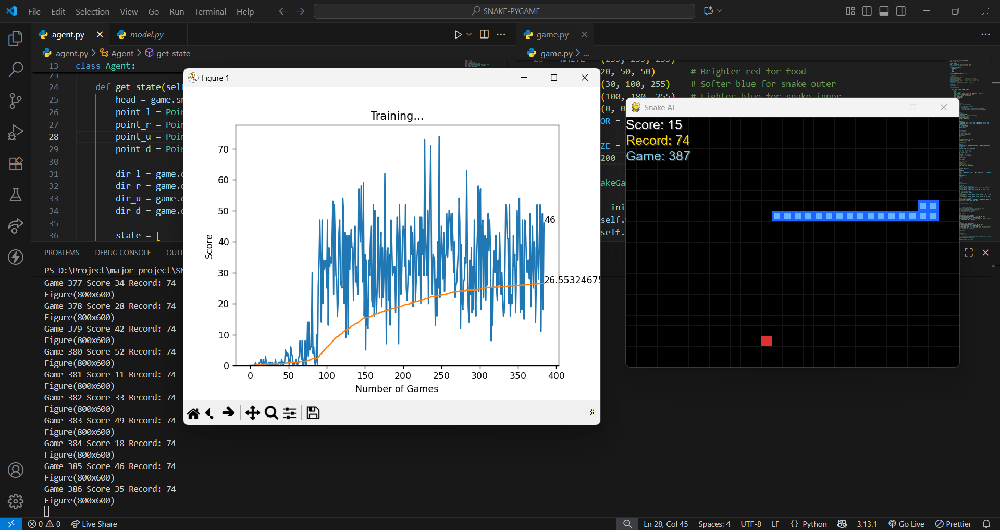 File Edit Selection View Go Run Terminal Help
SNAKE-PYGAME
agent.py
model.py
game.py
agent.py > Agent > get_state
game.py > ...
13 class Agent:
23
24 def get_state(self
25 head = game.sn
26 point_l = Poin
27 point_r = Poin
28 point_u = Poin
29 point_d = Poin
30
31 dir_l = game.d
32 dir_r = game.d
33 dir_u = game.d
34 dir_d = game.d
35
36 state = [
20, 50, 50) # Brighter red for food
(30, 100, 255) # Softer blue for snake outer
(100, 180, 255) # Lighter blue for snake inner
(0, 0
OR =
ZE =
200
akeGa
__ini
self.
self.
Figure 1
Training...
Score
70
60
50
40
30
20
10
0
0 50 100 150 200 250 300 350 400
Number of Games
46
26.55324675
Snake AI
Score: 15
Record: 74
Game: 387
PROBLEMS DEBUG CONSOLE OUTP
PS D:\Project\major project\SN
Game 377 Score 34 Record: 74
Figure(800x600)
Game 378 Score 28 Record: 74
Figure(800x600)
Game 379 Score 42 Record: 74
Figure(800x600)
Game 380 Score 52 Record: 74
Figure(800x600)
Game 381 Score 11 Record: 74
Figure(800x600)
Game 382 Score 33 Record: 74
Figure(800x600)
Game 383 Score 49 Record: 74
Figure(800x600)
Game 384 Score 18 Record: 74
Figure(800x600)
Game 385 Score 46 Record: 74
Figure(800x600)
Game 386 Score 35 Record: 74
Figure(800x600)
0 0 Live Share
Ln 28, Col 45 Spaces: 4 UTF-8 LF {} Python 3.13.1 Go Live Prettier